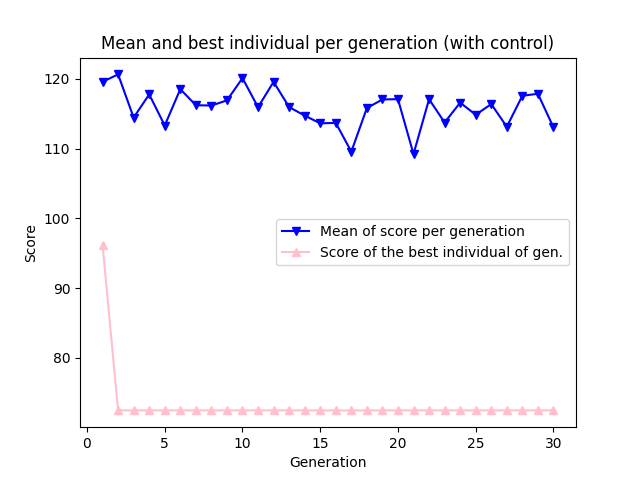 Mean and best individual per generation (with control)
120
110
100
90
80
Score
Mean of score per generation
Score of the best individual of gen.
0 5 10 15 20 25 30
Generation